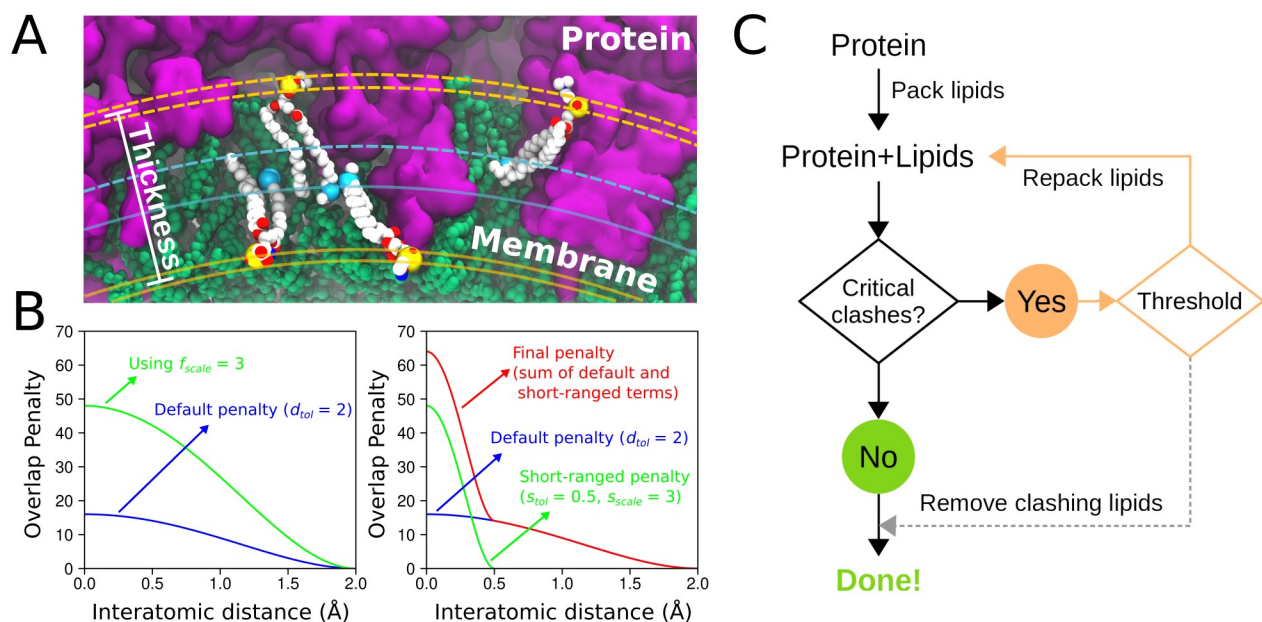 A
Protein
Thickness
Membrane
B
70
60
50
40
30
20
10
0
Overlap Penalty
Using f_scale = 3
Default penalty (d_tol = 2)
0.0 0.5 1.0 1.5 2.0
Interatomic distance (Å)
70
60
50
40
30
20
10
0
Overlap Penalty
Final penalty
(sum of default and
short-ranged terms)
Default penalty (d_tol = 2)
Short-ranged penalty
(s_tol = 0.5, s_scale = 3)
0.0 0.5 1.0 1.5 2.0
Interatomic distance (Å)
C
Protein
Pack lipids
Protein+Lipids
Repack lipids
Critical
clashes?
Yes
Threshold
No
Remove clashing lipids
Done!